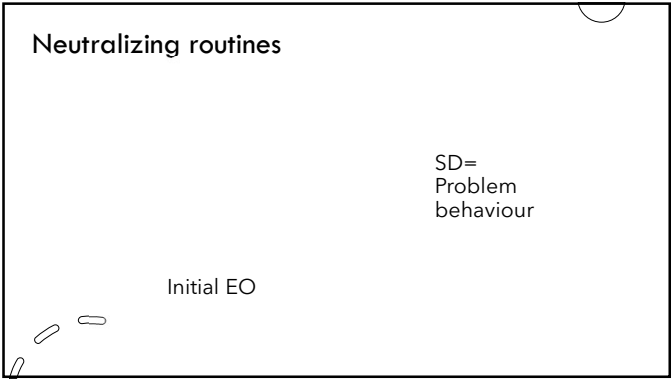 Neutralizing routines
SD=
Problem
behaviour
Initial EO